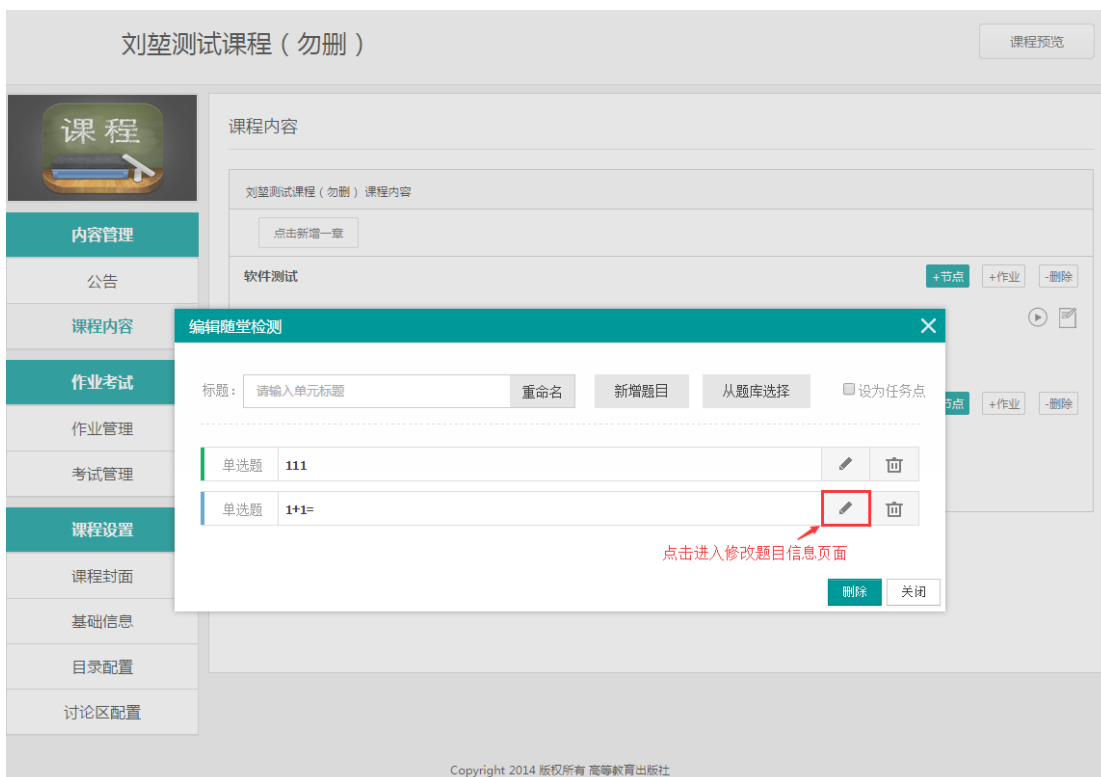 刘堃测试课程（勿删）
课程预览
课程
课程内容
刘堃测试课程（勿删）课程内容
点击新增一章
内容管理
软件测试
+节点
+作业
-删除
公告
课程内容
编辑随堂检测
标题：
请输入单元标题
重命名
新增题目
从题库选择
设为任务点
节点
+作业
-删除
作业考试
作业管理
单选题
111
考试管理
单选题
1+1=
课程设置
点击进入修改题目信息页面
课程封面
删除
关闭
基础信息
目录配置
讨论区配置
Copyright 2014 版权所有 高等教育出版社